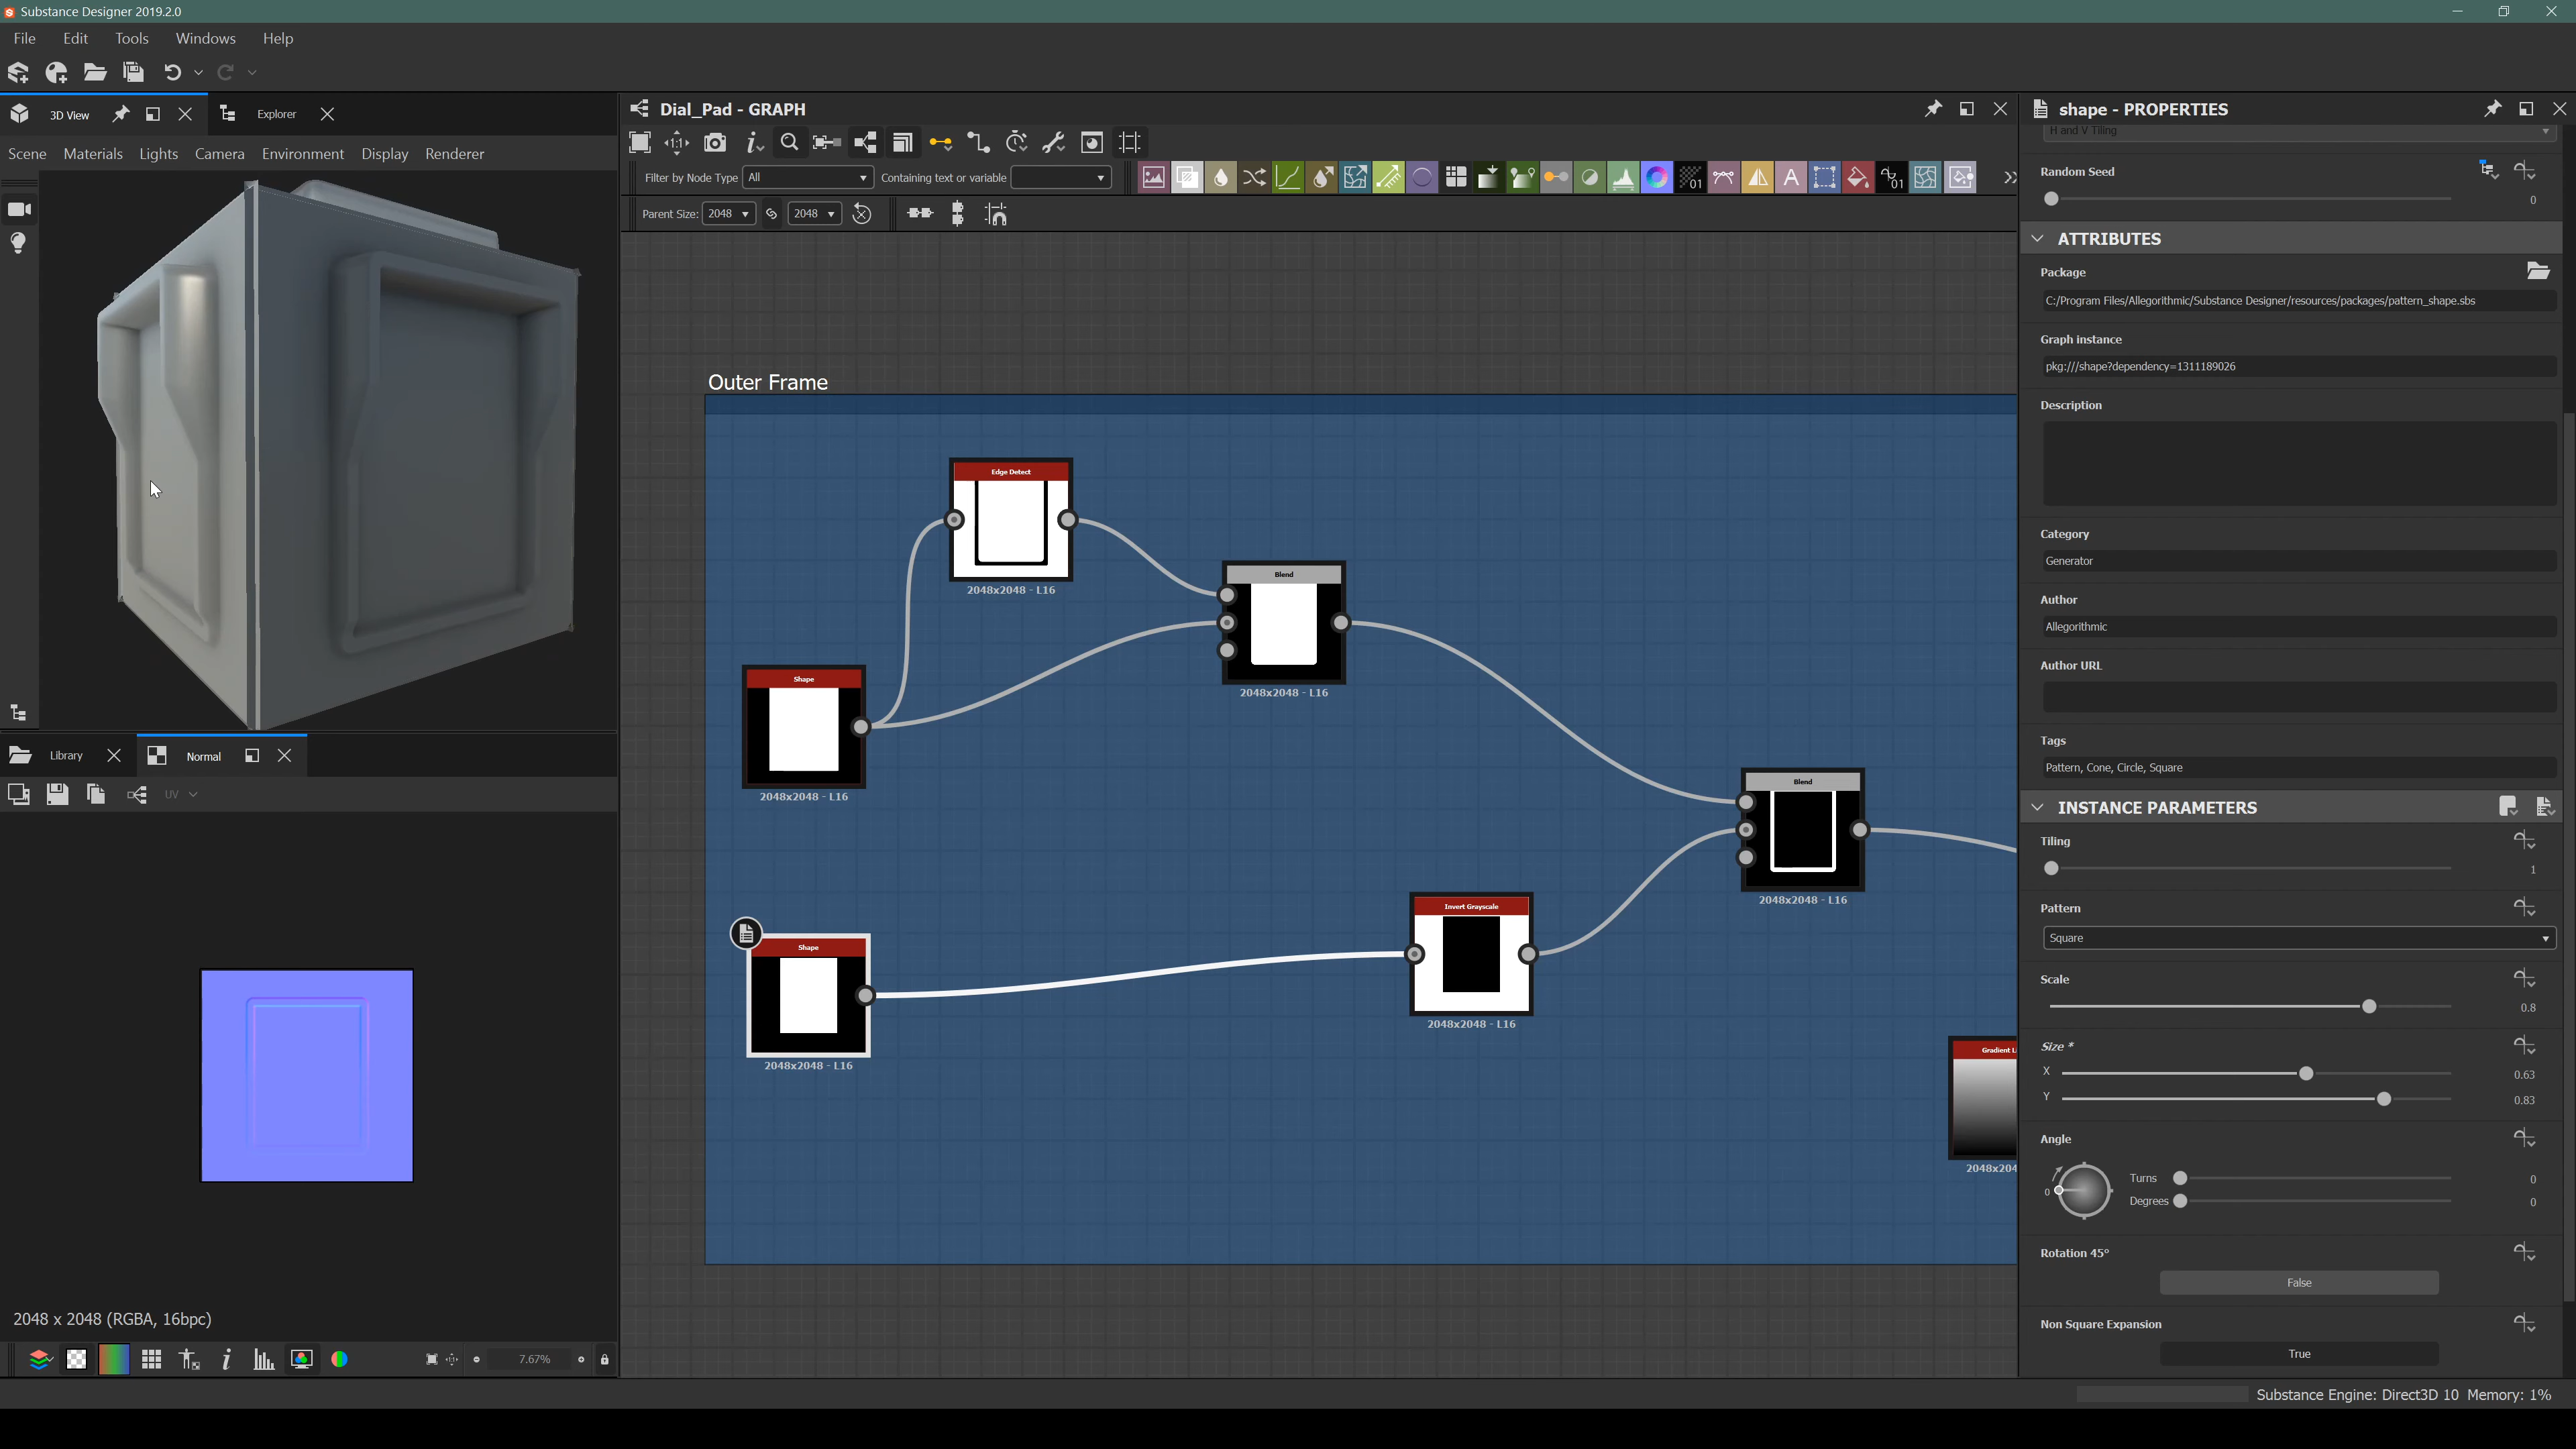 Substance Designer 2019.2.0
File Edit Tools Windows Help
3D View
Explorer
Scene Materials Lights Camera Environment Display Renderer
Library
Normal
UV
2048 x 2048 (RGBA, 16bpc)
7.67%
Dial_Pad - GRAPH
1:1
Filter by Node Type All Containing text or variable
01
A
01
Parent Size: 2048 2048
Outer Frame
Edge Detect
2048x2048 - L16
Blend
2048x2048 - L16
Shape
2048x2048 - L16
Blend
2048x2048 - L16
Invert Grayscale
2048x2048 - L16
Shape
2048x2048 - L16
Gradient L
2048x204
shape - PROPERTIES
H and V Tiling
Random Seed
0
ATTRIBUTES
Package
C:/Program Files/Allegorithmic/Substance Designer/resources/packages/pattern_shape.sbs
Graph instance
pkg:///shape?dependency=1311189026
Description
Category
Generator
Author
Allegorithmic
Author URL
Tags
Pattern, Cone, Circle, Square
INSTANCE PARAMETERS
Tiling
1
Pattern
Square
Scale
0.8
Size *
X 0.63
Y 0.83
Angle
0
Turns 0
Degrees 0
Rotation 45°
False
Non Square Expansion
True
Substance Engine: Direct3D 10 Memory: 1%